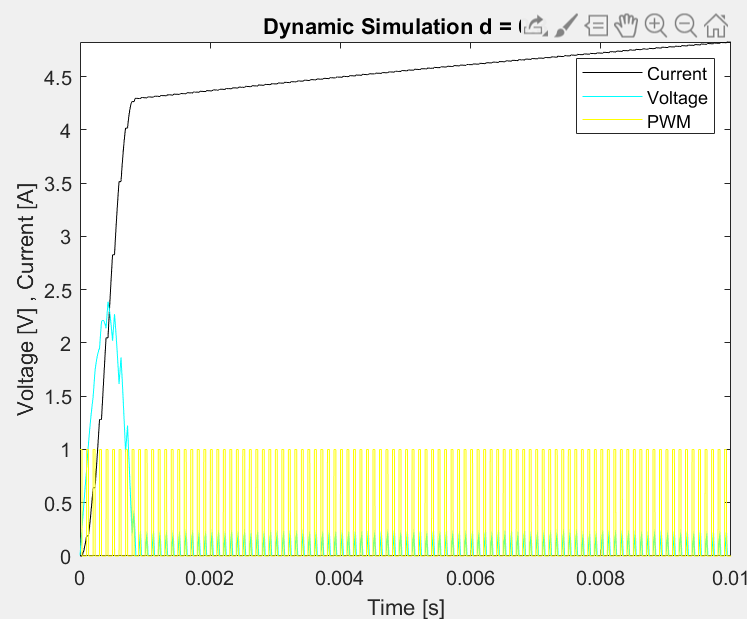 Dynamic Simulation d =
Current
Voltage
PWM
Voltage [V] , Current [A]
4.5
4
3.5
3
2.5
2
1.5
1
0.5
0
0 0.002 0.004 0.006 0.008 0.01
Time [s]